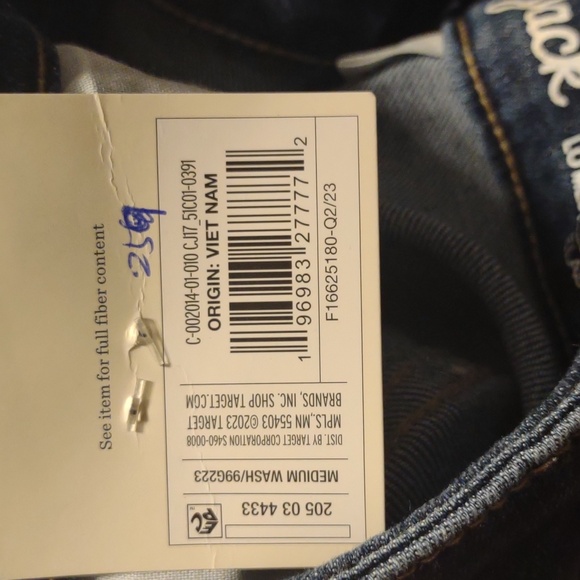 See item for full fiber content
C-002014-01-010 CJ17_51C01-0391
ORIGIN: VIET NAM
1 96983 27777 2
F16625180-Q2/23
205 03 4433
MEDIUM WASH/99G223
DIST. BY TARGET CORPORATION S460-0008
MPLS., MN 55403 ©2023 TARGET
BRANDS, INC. SHOP TARGET.COM
jack